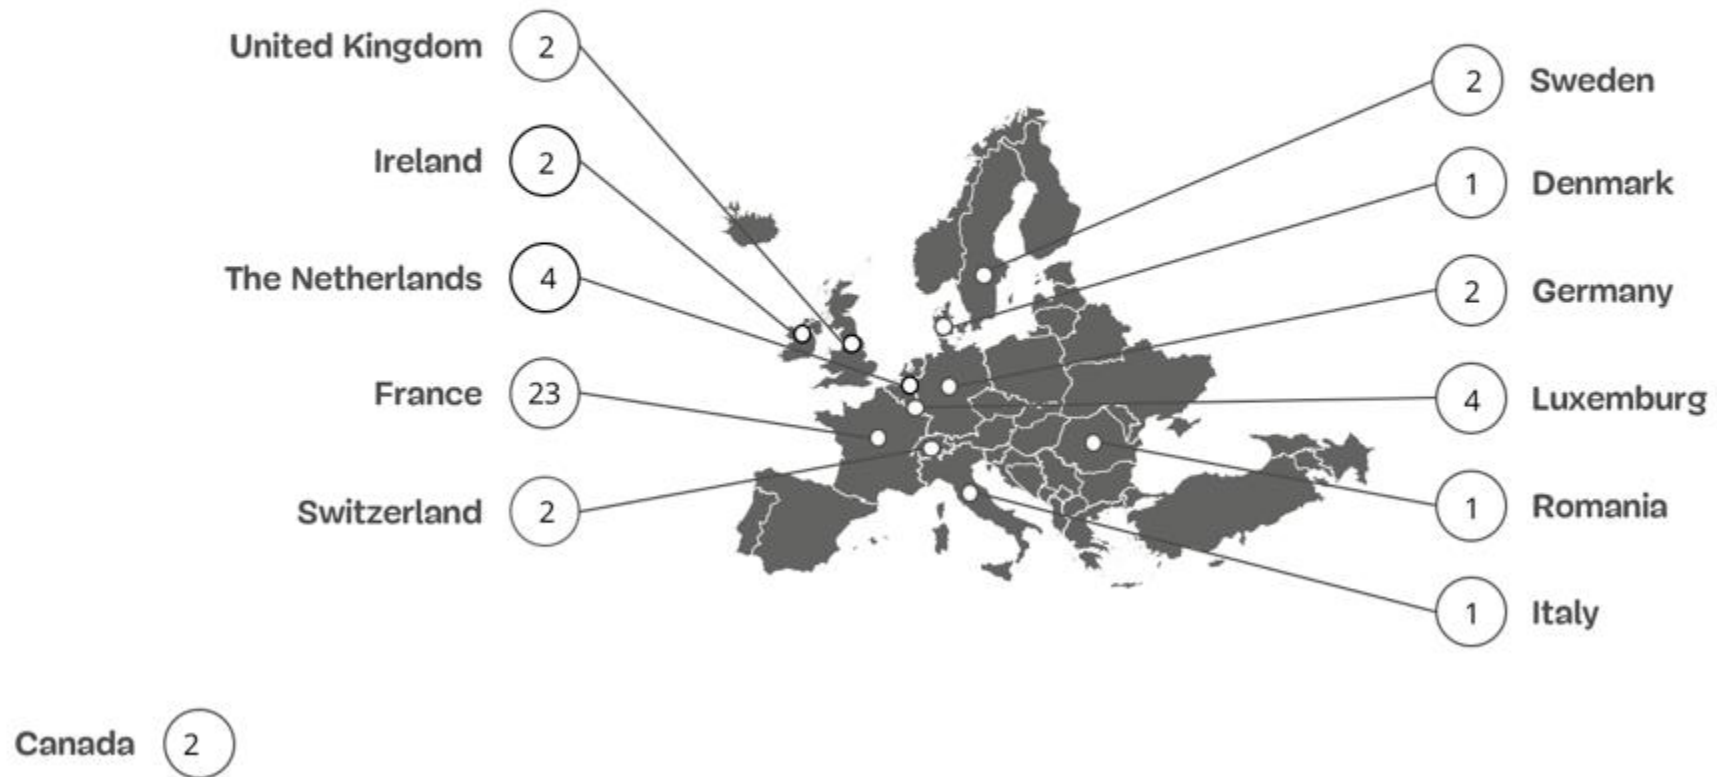 United Kingdom 2
Ireland 2
The Netherlands 4
France 23
Switzerland 2
2 Sweden
1 Denmark
2 Germany
4 Luxemburg
1 Romania
1 Italy
Canada 2